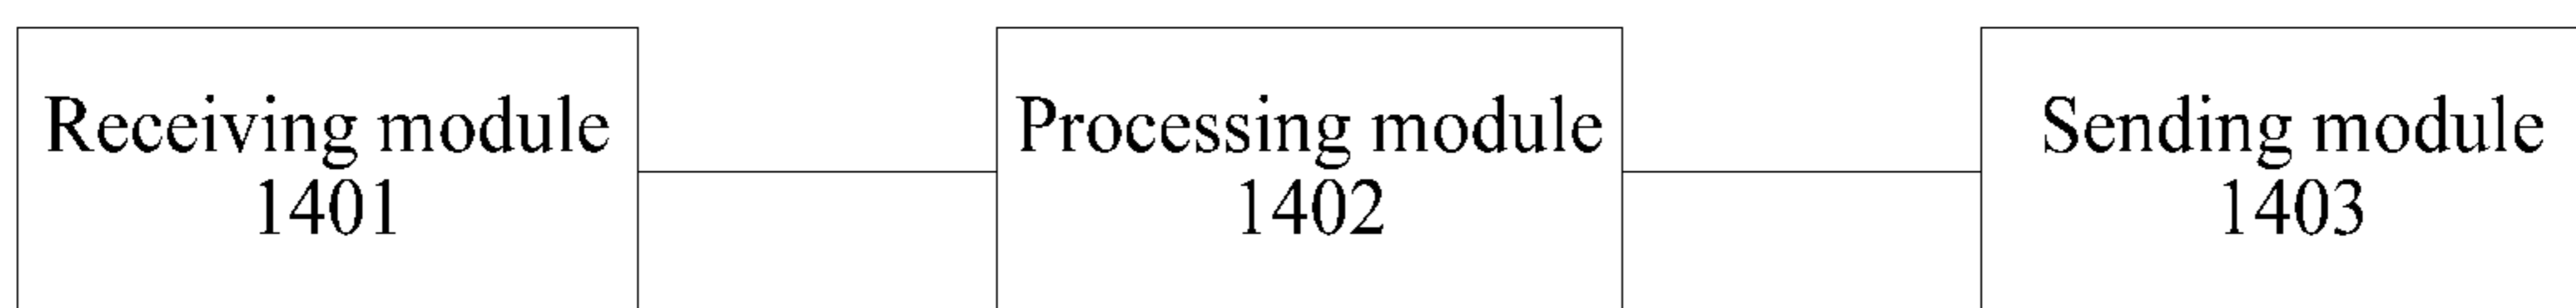 Receiving module
1401
Processing module
1402
Sending module
1403